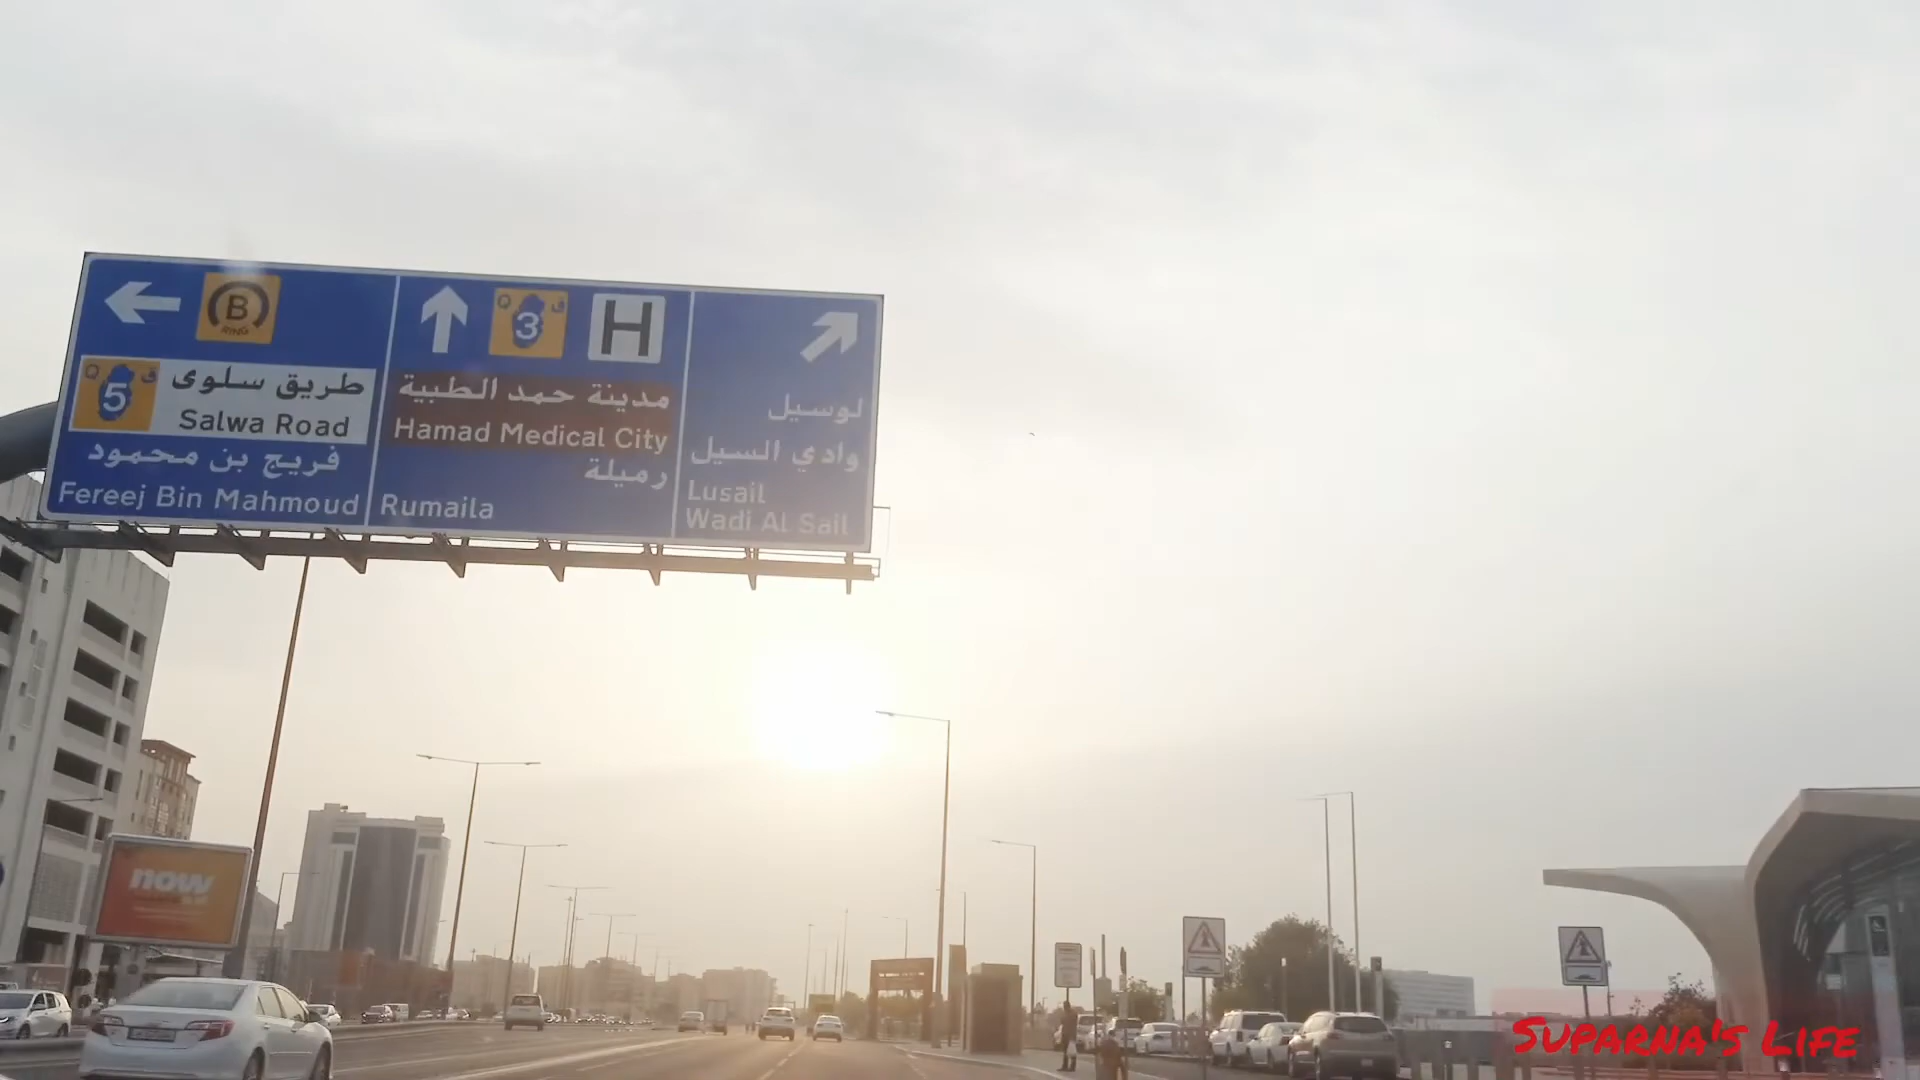 B
RING
Q 5 ق
طريق سلوى
Salwa Road
فريج بن محمود
Fereej Bin Mahmoud
Q 3 ق
H
مدينة حمد الطبية
Hamad Medical City
رميلة
Rumaila
لوسيل
وادي السيل
Lusail
Wadi Al Sail
now
Suparna's Life